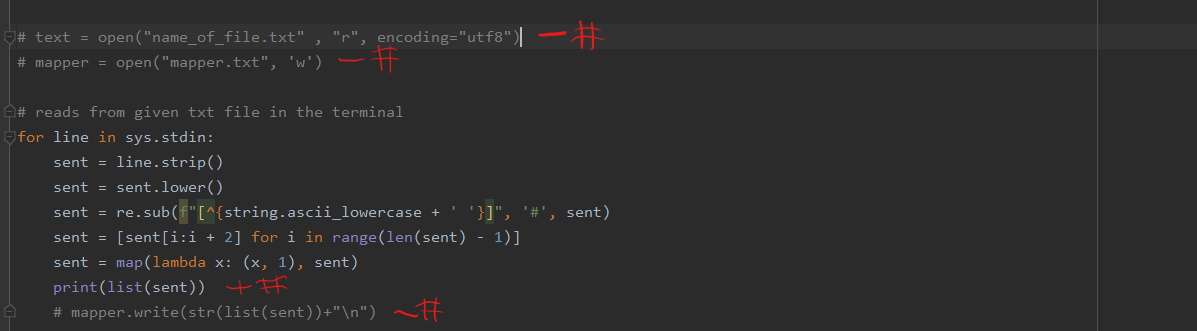 # text = open("name_of_file.txt" , "r", encoding="utf8") - #
# mapper = open("mapper.txt", 'w') - #
# reads from given txt file in the terminal
for line in sys.stdin:
    sent = line.strip()
    sent = sent.lower()
    sent = re.sub(f"[^{string.ascii_lowercase + ' '}]", '#', sent)
    sent = [sent[i:i + 2] for i in range(len(sent) - 1)]
    sent = map(lambda x: (x, 1), sent)
    print(list(sent)) + #
    # mapper.write(str(list(sent))+"\n") - #